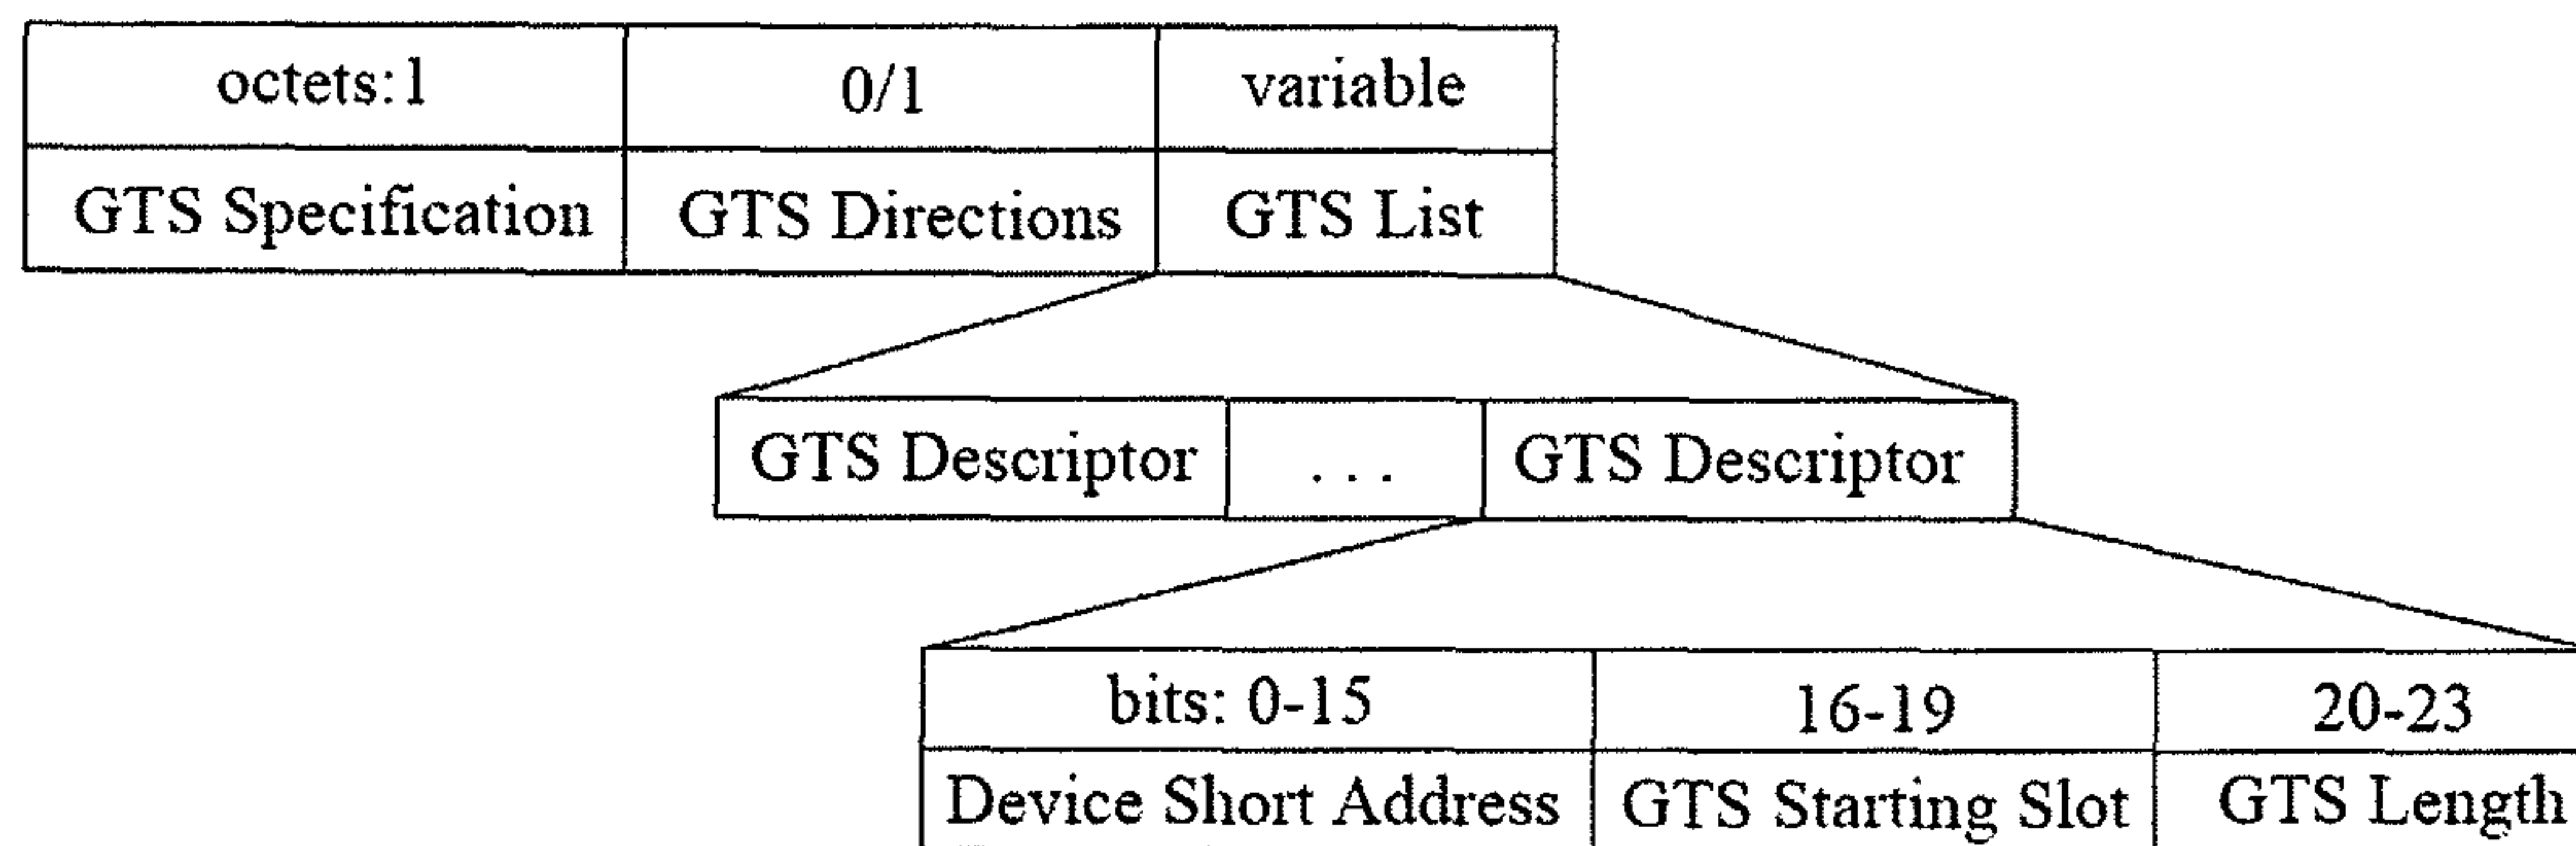 octets:1 0/1 variable
GTS Specification GTS Directions GTS List
GTS Descriptor ... GTS Descriptor
bits: 0-15 16-19 20-23
Device Short Address GTS Starting Slot GTS Length